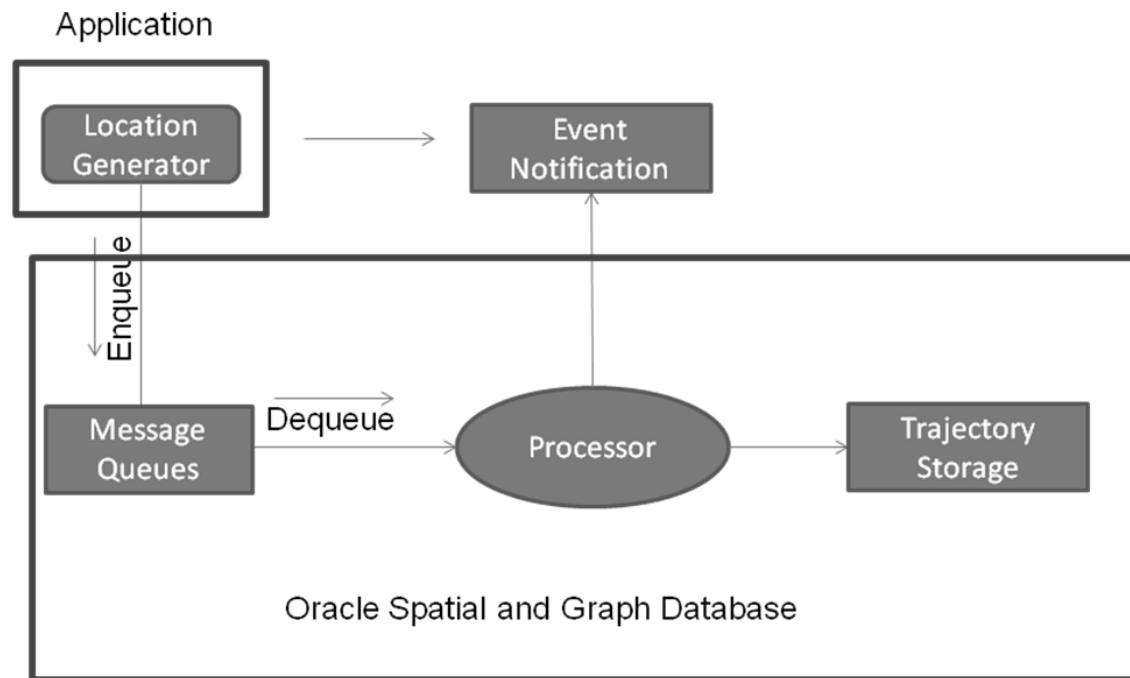 Application
Location
Generator
Event
Notification
Enqueue
Message
Queues
Dequeue
Processor
Trajectory
Storage
Oracle Spatial and Graph Database